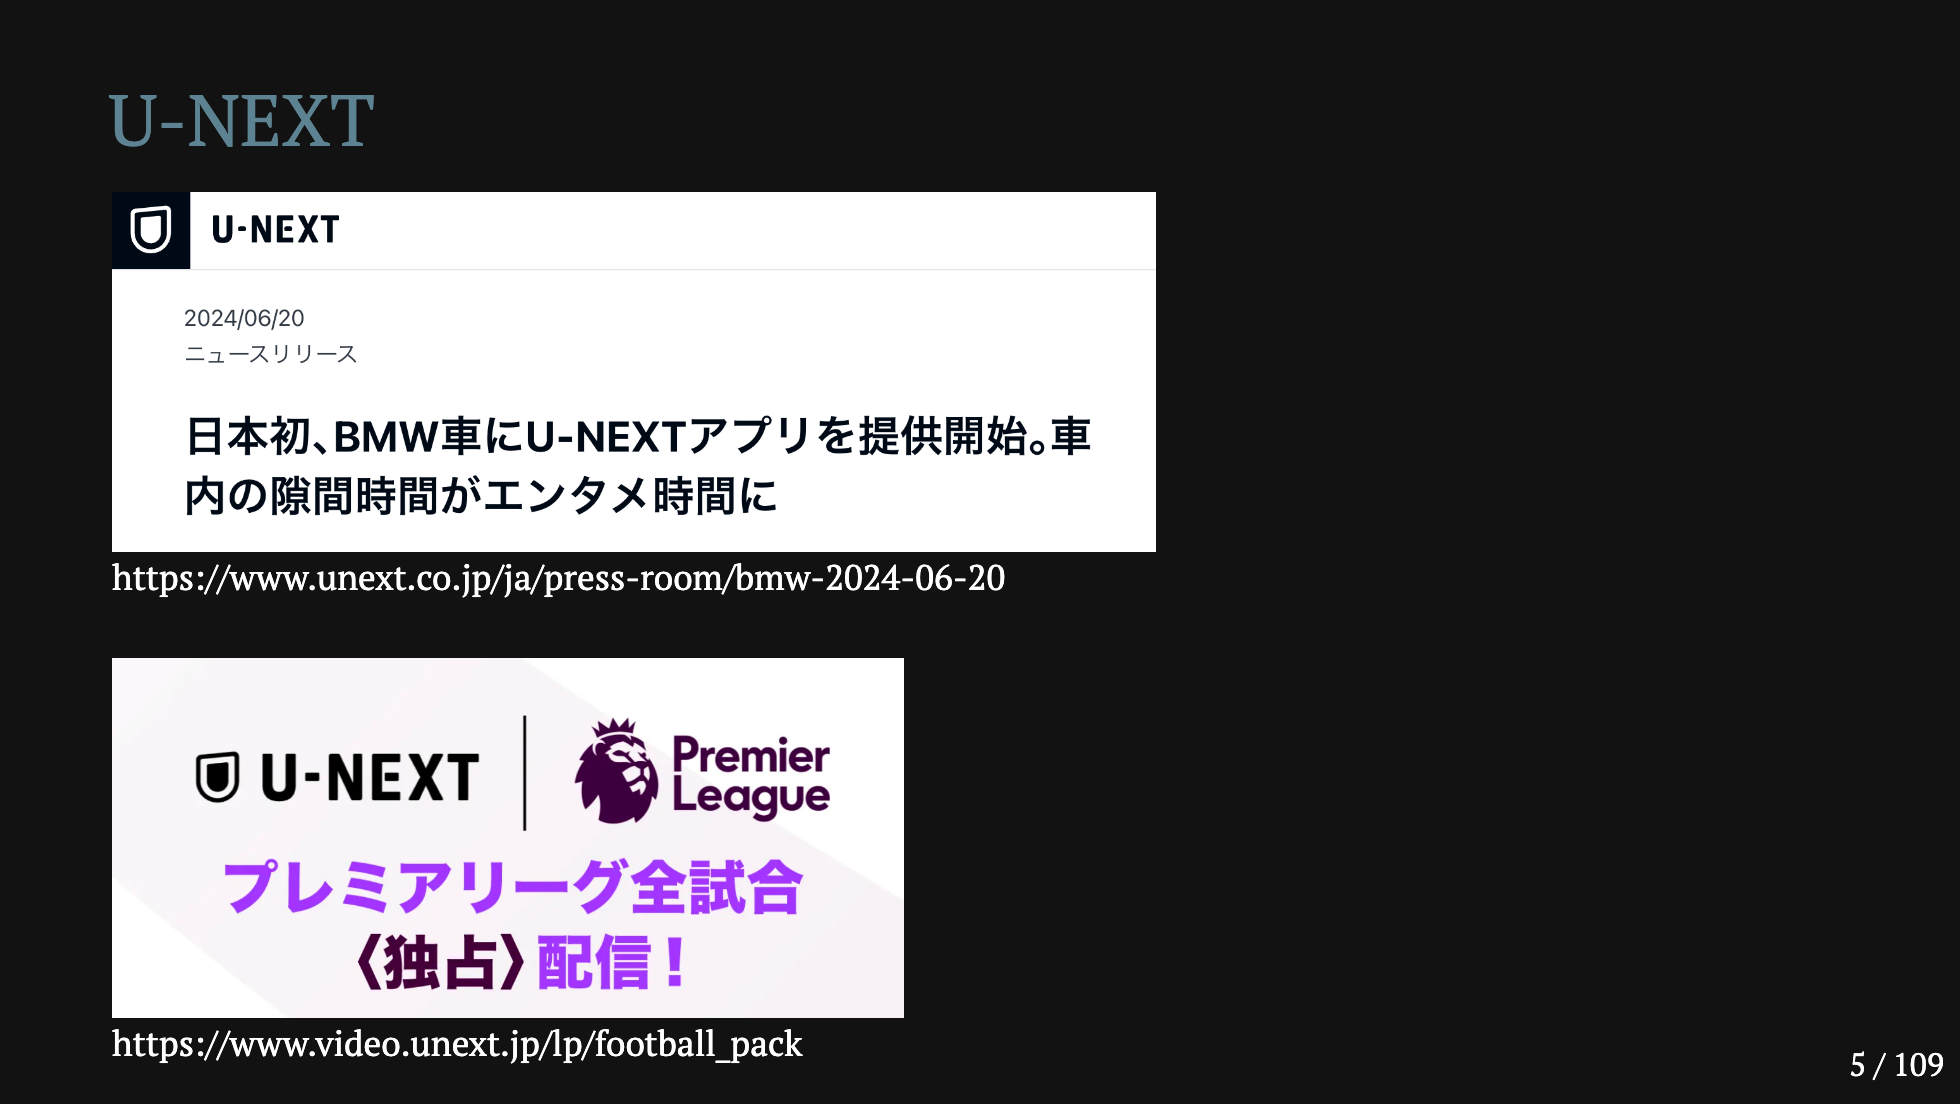 U-NEXT
U-NEXT
2024/06/20
ニュースリリース
日本初、BMW車にU-NEXTアプリを提供開始。車
内の隙間時間がエンタメ時間に
https://www.unext.co.jp/ja/press-room/bmw-2024-06-20
U-NEXT
Premier
League
プレミアリーグ全試合
〈独占〉配信！
https://www.video.unext.jp/lp/football_pack
5 / 109